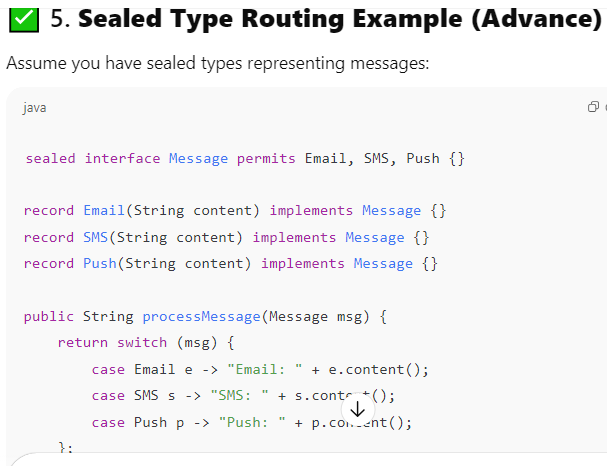 ✅ 5. Sealed Type Routing Example (Advance)
Assume you have sealed types representing messages:
java
sealed interface Message permits Email, SMS, Push {}
record Email(String content) implements Message {}
record SMS(String content) implements Message {}
record Push(String content) implements Message {}
public String processMessage(Message msg) {
    return switch (msg) {
        case Email e -> "Email: " + e.content();
        case SMS s -> "SMS: " + s.content();
        case Push p -> "Push: " + p.content();
    };